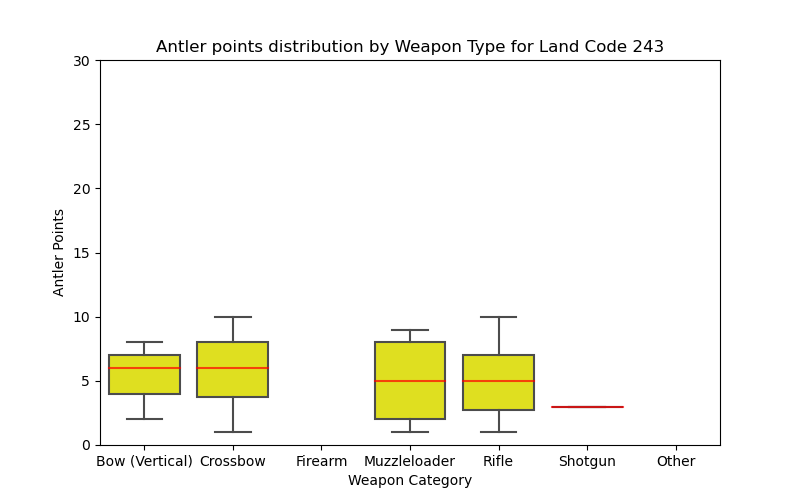 Antler points distribution by Weapon Type for Land Code 243
30
25
20
15
10
5
0
Antler Points
Bow (Vertical) Crossbow Firearm Muzzleloader Rifle Shotgun Other
Weapon Category